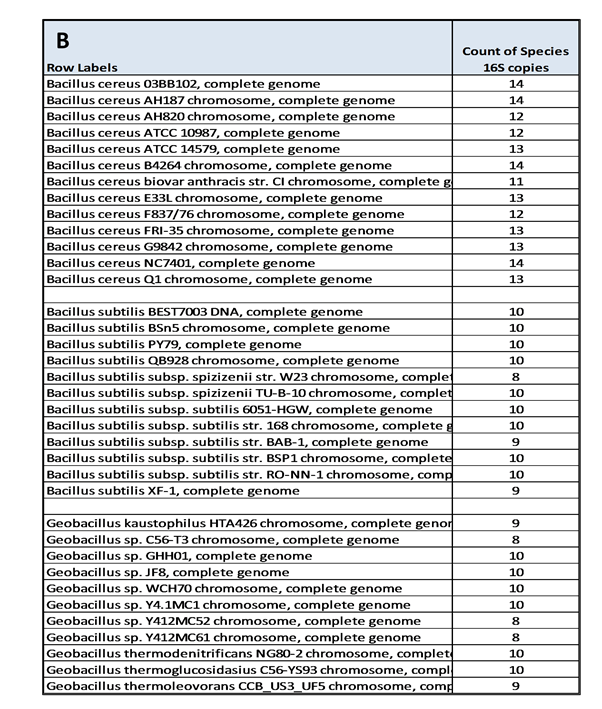 B
Count of Species
Row Labels 16S copies
Bacillus cereus 03BB102, complete genome 14
Bacillus cereus AH187 chromosome, complete genome 14
Bacillus cereus AH820 chromosome, complete genome 12
Bacillus cereus ATCC 10987, complete genome 12
Bacillus cereus ATCC 14579, complete genome 13
Bacillus cereus B4264 chromosome, complete genome 14
Bacillus cereus biovar anthracis str. CI chromosome, complete g 11
Bacillus cereus E33L chromosome, complete genome 13
Bacillus cereus F837/76 chromosome, complete genome 12
Bacillus cereus FRI-35 chromosome, complete genome 13
Bacillus cereus G9842 chromosome, complete genome 13
Bacillus cereus NC7401, complete genome 14
Bacillus cereus Q1 chromosome, complete genome 13
Bacillus subtilis BEST7003 DNA, complete genome 10
Bacillus subtilis BSn5 chromosome, complete genome 10
Bacillus subtilis PY79, complete genome 10
Bacillus subtilis QB928 chromosome, complete genome 10
Bacillus subtilis subsp. spizizenii str. W23 chromosome, complet 8
Bacillus subtilis subsp. spizizenii TU-B-10 chromosome, complet 10
Bacillus subtilis subsp. subtilis 6051-HGW, complete genome 10
Bacillus subtilis subsp. subtilis str. 168 chromosome, complete g 10
Bacillus subtilis subsp. subtilis str. BAB-1, complete genome 9
Bacillus subtilis subsp. subtilis str. BSP1 chromosome, complete 10
Bacillus subtilis subsp. subtilis str. RO-NN-1 chromosome, comp 10
Bacillus subtilis XF-1, complete genome 9
Geobacillus kaustophilus HTA426 chromosome, complete genor 9
Geobacillus sp. C56-T3 chromosome, complete genome 8
Geobacillus sp. GHH01, complete genome 10
Geobacillus sp. JF8, complete genome 10
Geobacillus sp. WCH70 chromosome, complete genome 10
Geobacillus sp. Y4.1MC1 chromosome, complete genome 10
Geobacillus sp. Y412MC52 chromosome, complete genome 8
Geobacillus sp. Y412MC61 chromosome, complete genome 8
Geobacillus thermodenitrificans NG80-2 chromosome, complet 10
Geobacillus thermoglucosidasius C56-YS93 chromosome, compl 10
Geobacillus thermoleovorans CCB_US3_UF5 chromosome, comp 9